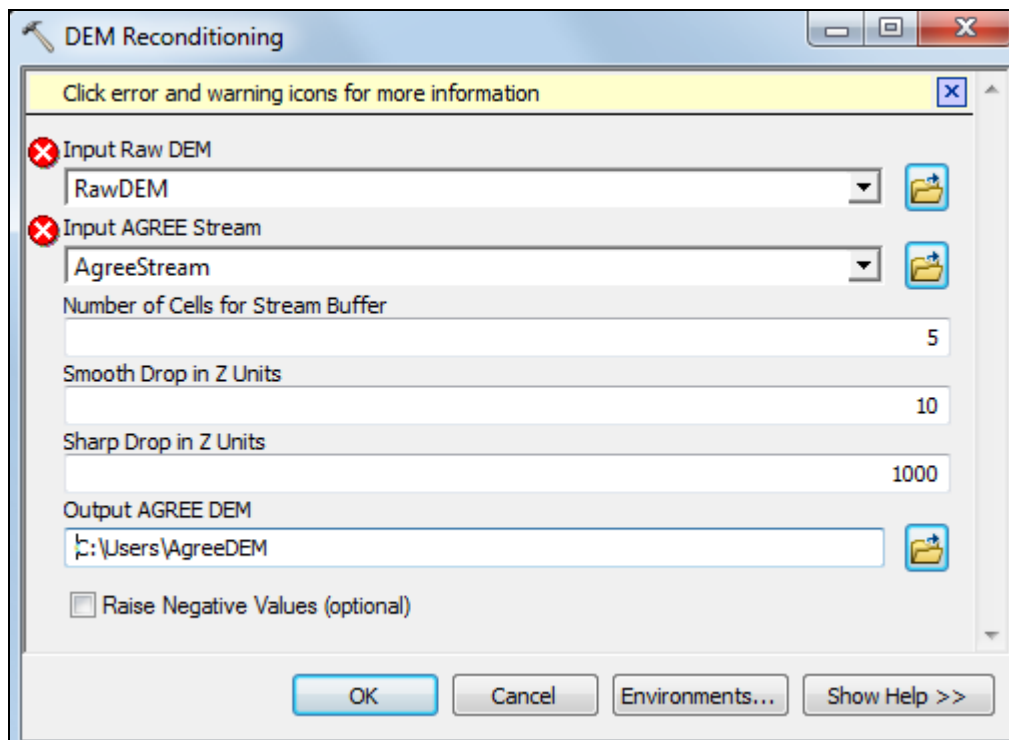 DEM Reconditioning
Click error and warning icons for more information
Input Raw DEM
RawDEM
Input AGREE Stream
AgreeStream
Number of Cells for Stream Buffer
5
Smooth Drop in Z Units
10
Sharp Drop in Z Units
1000
Output AGREE DEM
C:\Users\AgreeDEM
Raise Negative Values (optional)
OK Cancel Environments... Show Help >>